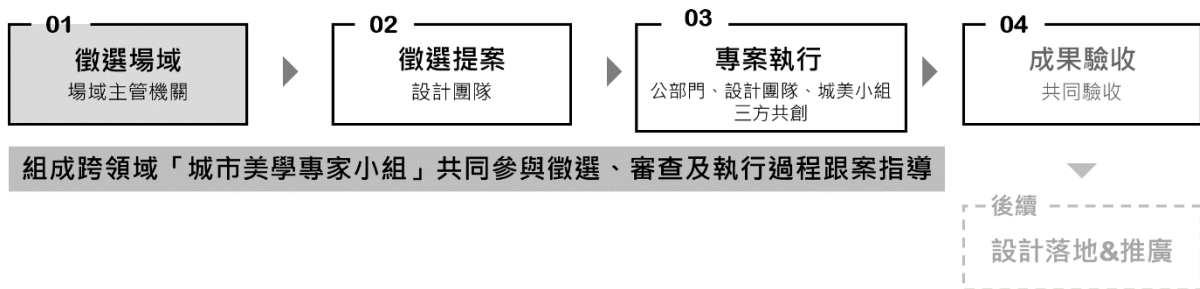 01
徵選場域
場域主管機關
02
徵選提案
設計團隊
03
專案執行
公部門、設計團隊、城美小組
三方共創
04
成果驗收
共同驗收
組成跨領域「城市美學專家小組」共同參與徵選、審查及執行過程跟案指導
後續
設計落地&推廣